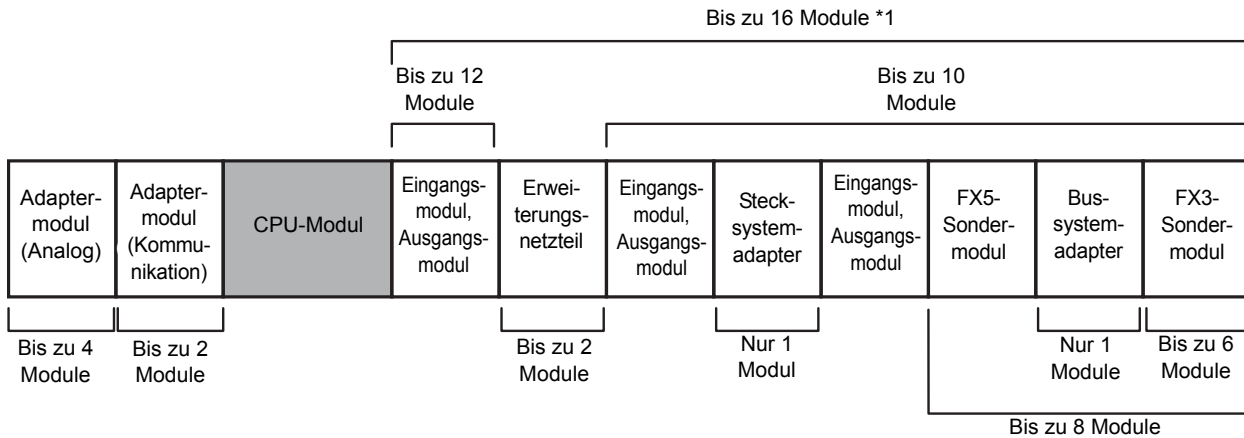 Bis zu 16 Module *1
Bis zu 12
Module
Bis zu 10
Module
Adapter-
modul
(Analog)
Adapter-
modul
(Kommu-
nikation)
CPU-Modul
Eingangs-
modul,
Ausgangs-
modul
Erwei-
terungs-
netzteil
Eingangs-
modul,
Ausgangs-
modul
Steck-
system-
adapter
Eingangs-
modul,
Ausgangs-
modul
FX5-
Sonder-
modul
Bus-
system-
adapter
FX3-
Sonder-
modul
Bis zu 4
Module
Bis zu 2
Module
Bis zu 2
Module
Nur 1
Modul
Nur 1
Module
Bis zu 6
Module
Bis zu 8 Module